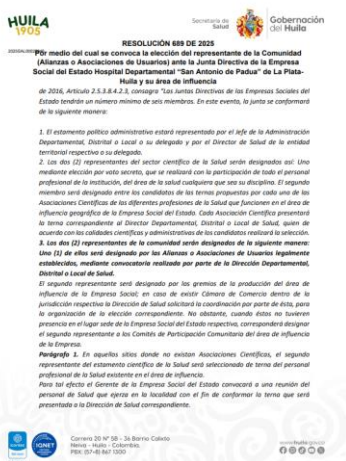 HUILA
1905
Secretaría de
Salud
Gobernación
del Huila
RESOLUCIÓN 689 DE 2025
Por medio del cual se convoca la elección del representante de la Comunidad
(Alianzas o Asociaciones de Usuarios) ante la Junta Directiva de la Empresa
Social del Estado Hospital Departamental “San Antonio de Padua” de La Plata-
Huila y su área de influencia
de 2016, Articulo 2.5.3.8.4.2.3, consagra "Las Juntas Directivas de las Empresas Sociales del
Estado tendrán un número mínimo de seis miembros. En este evento, la junta se conformará
de la siguiente manera:
1. El estamento político administrativo estará representado por el Jefe de la Administración
Departamental, Distrital o Local o su delegado y por el Director de Salud de la entidad
territorial respectiva o su delegado.
2. Los dos (2) representantes del sector científico de la Salud serán designados así: Uno
mediante elección por voto secreto, que se realizará con la participación de todo el personal
profesional de la institución, del área de la salud cualquiera que sea su disciplina. El segundo
miembro será designado entre los candidatos de las ternas propuestas por cada una de las
Asociaciones Científicas de las diferentes profesiones de la Salud que funcionen en el área de
influencia geográfica de la Empresa Social del Estado. Cada Asociación Científica presentará
la terna correspondiente al Director Departamental, Distrital o Local de Salud, quien de
acuerdo con las calidades científicas y administrativas de los candidatos realizará la selección.
3. Los dos (2) representantes de la comunidad serán designados de la siguiente manera:
Uno (1) de ellos será designado por las Alianzas o Asociaciones de Usuarios legalmente
establecidos, mediante convocatoria realizada por parte de la Dirección Departamental,
Distrital o Local de Salud.
El segundo representante será designado por los gremios de la producción del área de
influencia de la Empresa Social; en caso de existir Cámara de Comercio dentro de la
jurisdicción respectiva la Dirección de Salud solicitará la coordinación por parte de ésta, para
la organización de la elección correspondiente. No obstante, cuando éstos no tuvieren
presencia en el lugar sede de la Empresa Social del Estado respectivo, corresponderá designar
el segundo representante a los Comités de Participación Comunitaria del área de influencia de
la Empresa.
Parágrafo 1. En aquellos sitios donde no existan Asociaciones Científicas, el segundo
representante del estamento científico de la Salud será seleccionado de terna del personal
profesional de la Salud existente en el área de influencia.
Para tal efecto el Gerente de la Empresa Social del Estado convocará a una reunión del
personal de Salud que ejerza en la localidad con el fin de conformar la terna que será
presentada a la Dirección de Salud correspondiente.
IQNET
Carrera 20 N° 5B - 36 Barrio Calixto
Neiva - Huila - Colombia.
PBX: (57+8) 867 1300